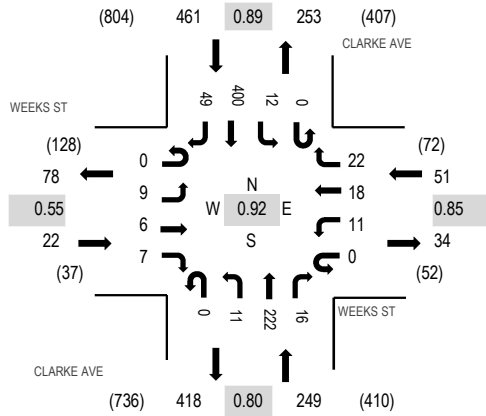 (804) 461 0.89 253 (407)
CLARKE AVE
49 400 12 0
WEEKS ST
(128) (72)
78 0 22 51
N
0.55 9 W 0.92 E 18 0.85
S
22 6 11 34
(37) 7 0 (52)
0 11 222 16
WEEKS ST
CLARKE AVE
(736) 418 0.80 249 (410)